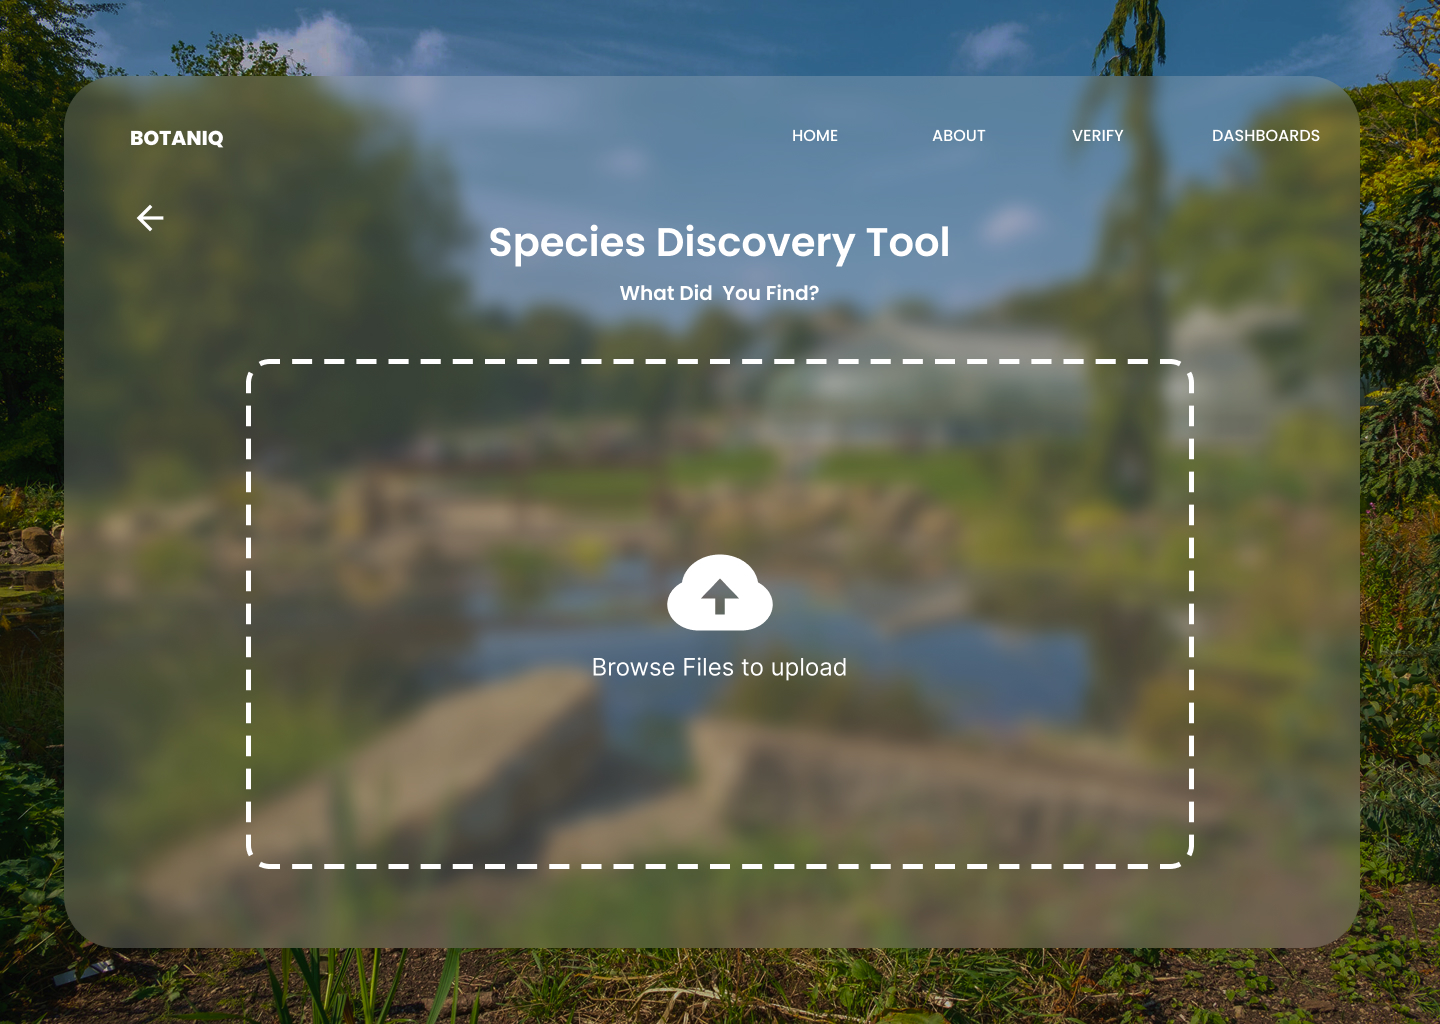 BOTANIQ
HOME ABOUT VERIFY DASHBOARDS
Species Discovery Tool
What Did  You Find?
Browse Files to upload